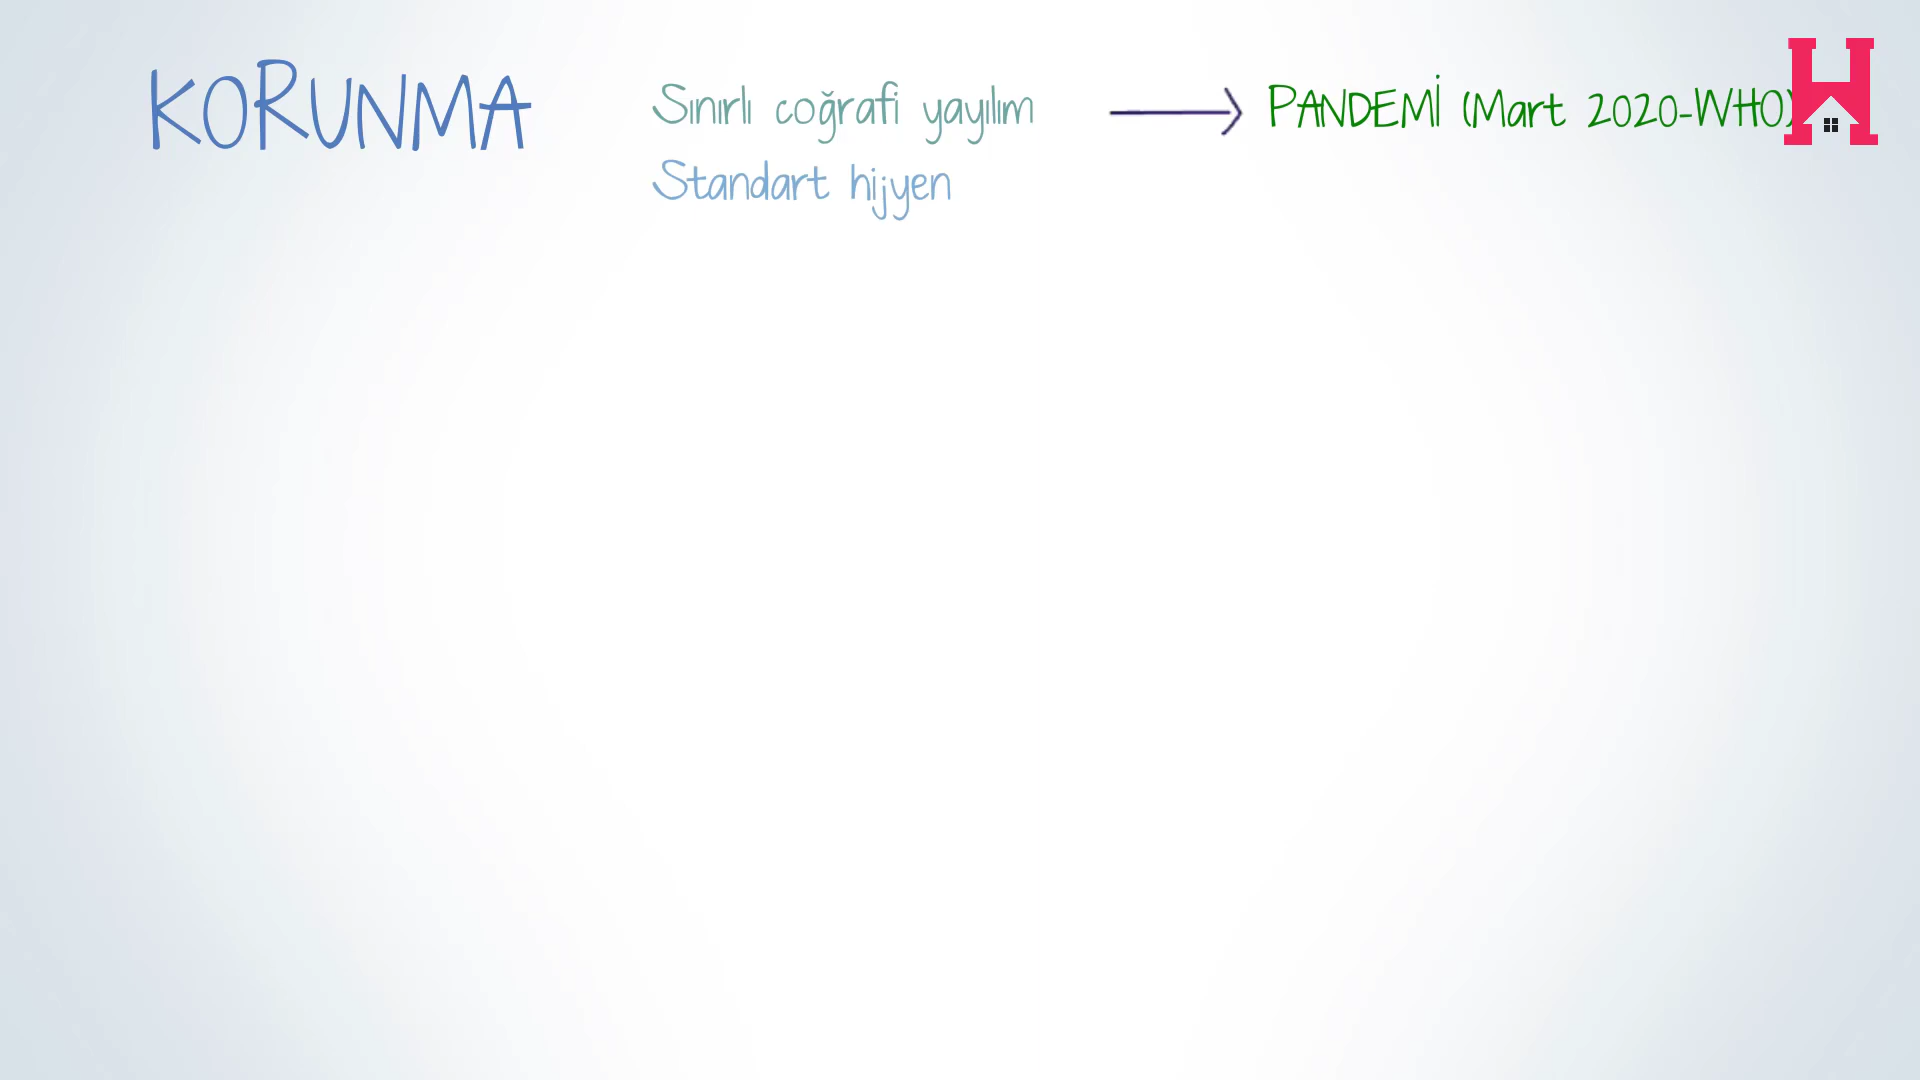 KORUNMA
Sınırlı coğrafi yayılım → PANDEMİ (Mart 2020-WHO)
Standart hijyen